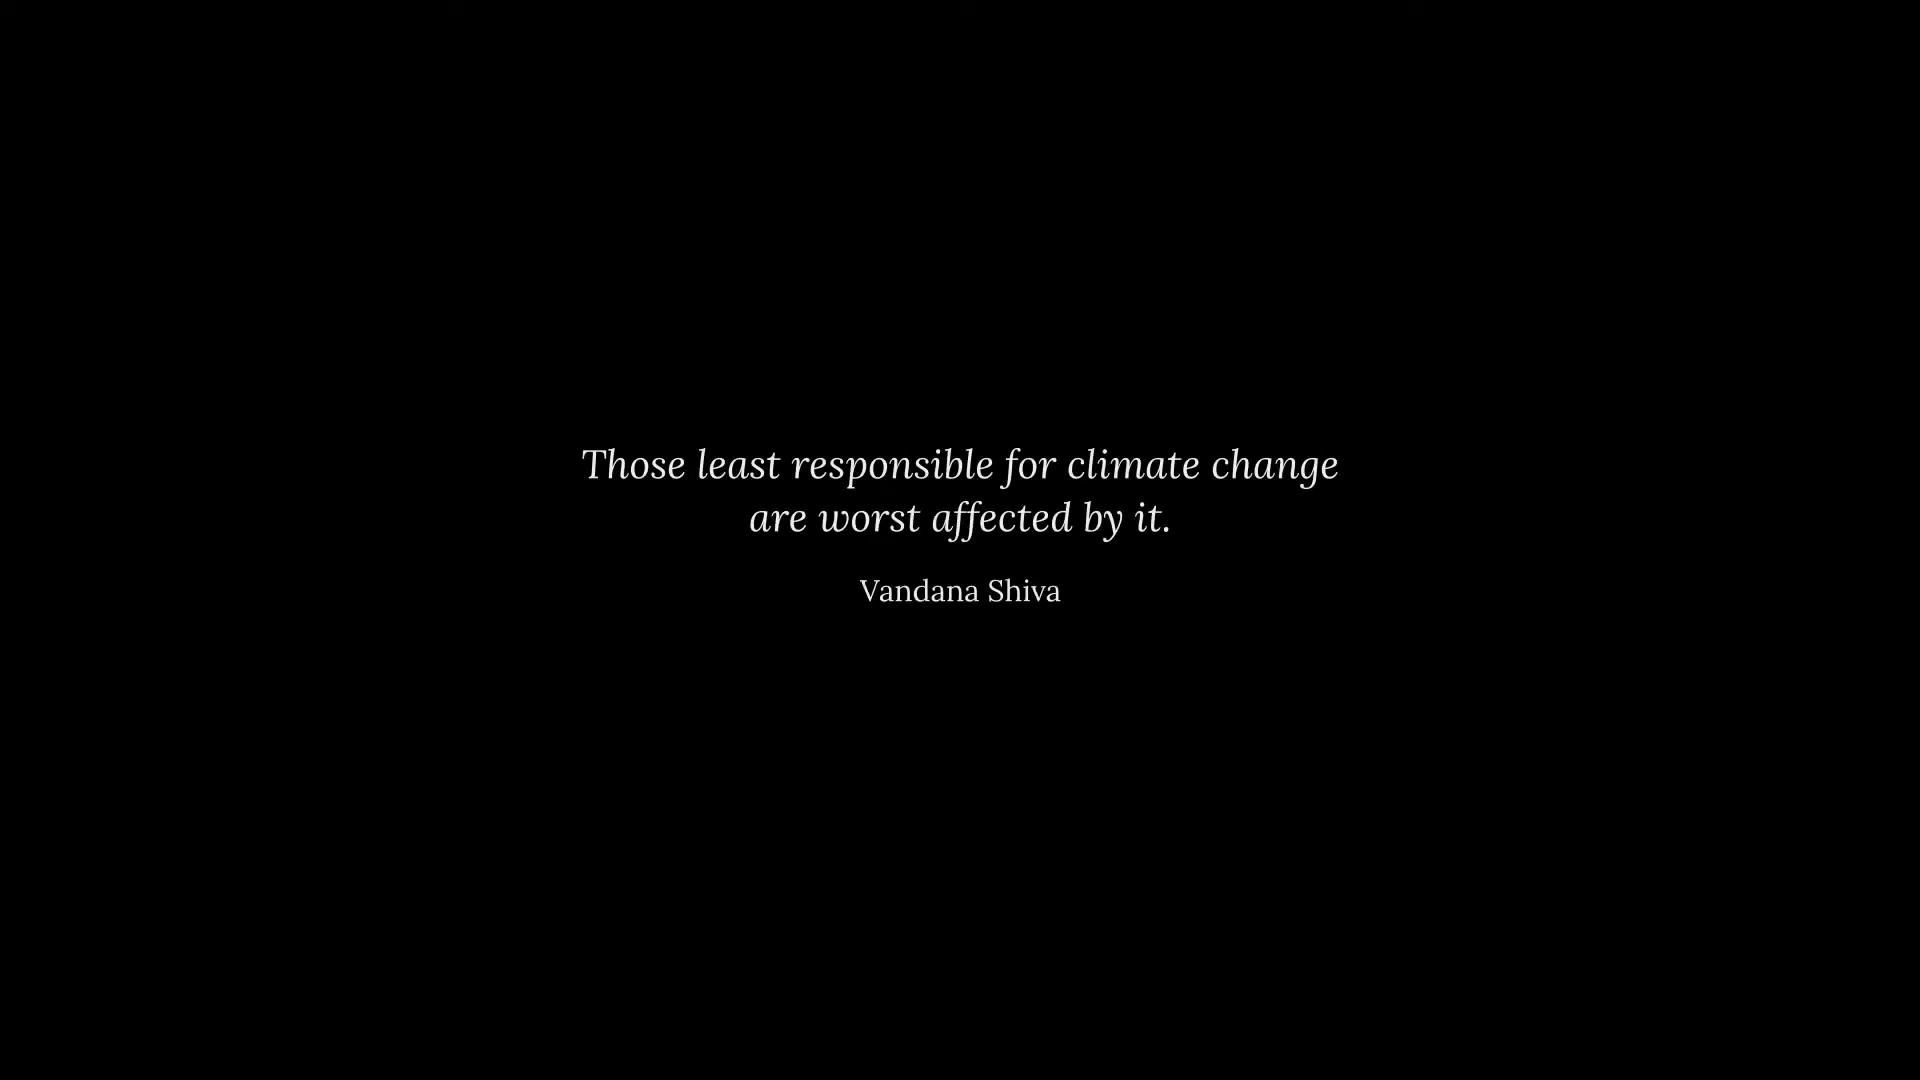 Those least responsible for climate change
are worst affected by it.
Vandana Shiva